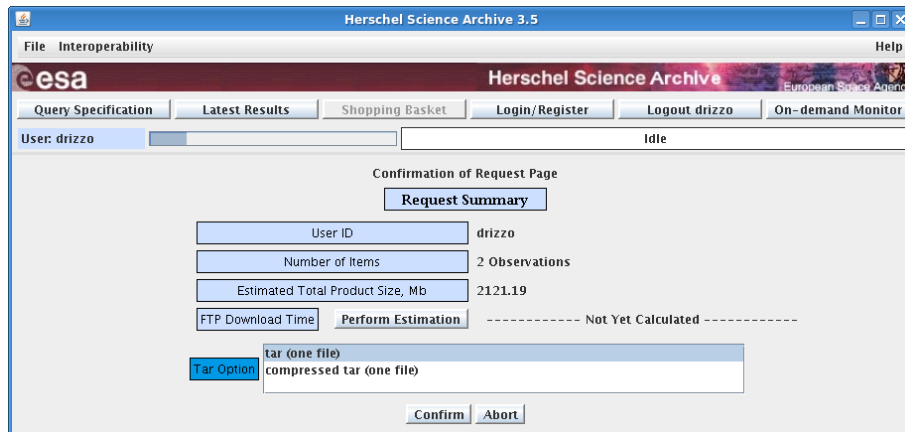 Herschel Science Archive 3.5
File Interoperability Help
esa Herschel Science Archive
European Space Agenc
Query Specification Latest Results Shopping Basket Login/Register Logout drizzo On-demand Monitor
User: drizzo Idle
Confirmation of Request Page
Request Summary
User ID drizzo
Number of Items 2 Observations
Estimated Total Product Size, Mb 2121.19
FTP Download Time Perform Estimation ------------ Not Yet Calculated ------------
tar (one file)
Tar Option compressed tar (one file)
Confirm Abort